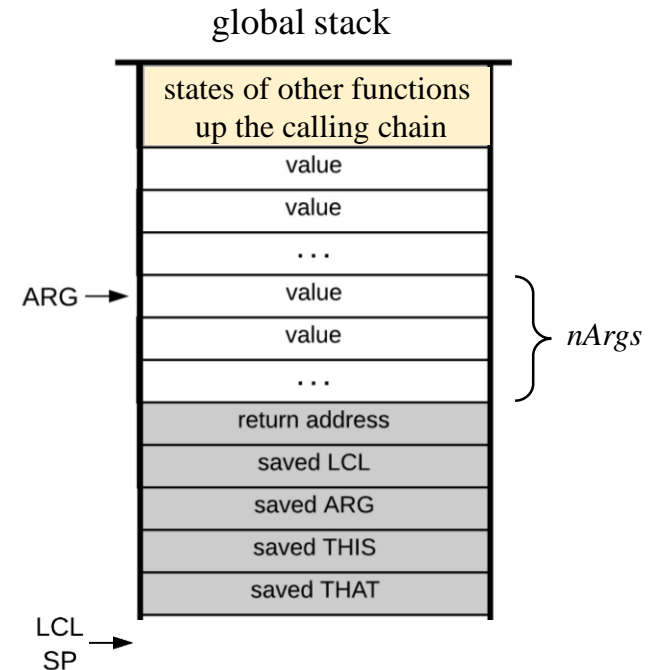 global stack
states of other functions
up the calling chain
value
value
...
ARG
value
value
nArgs
...
return address
saved LCL
saved ARG
saved THIS
saved THAT
LCL
SP